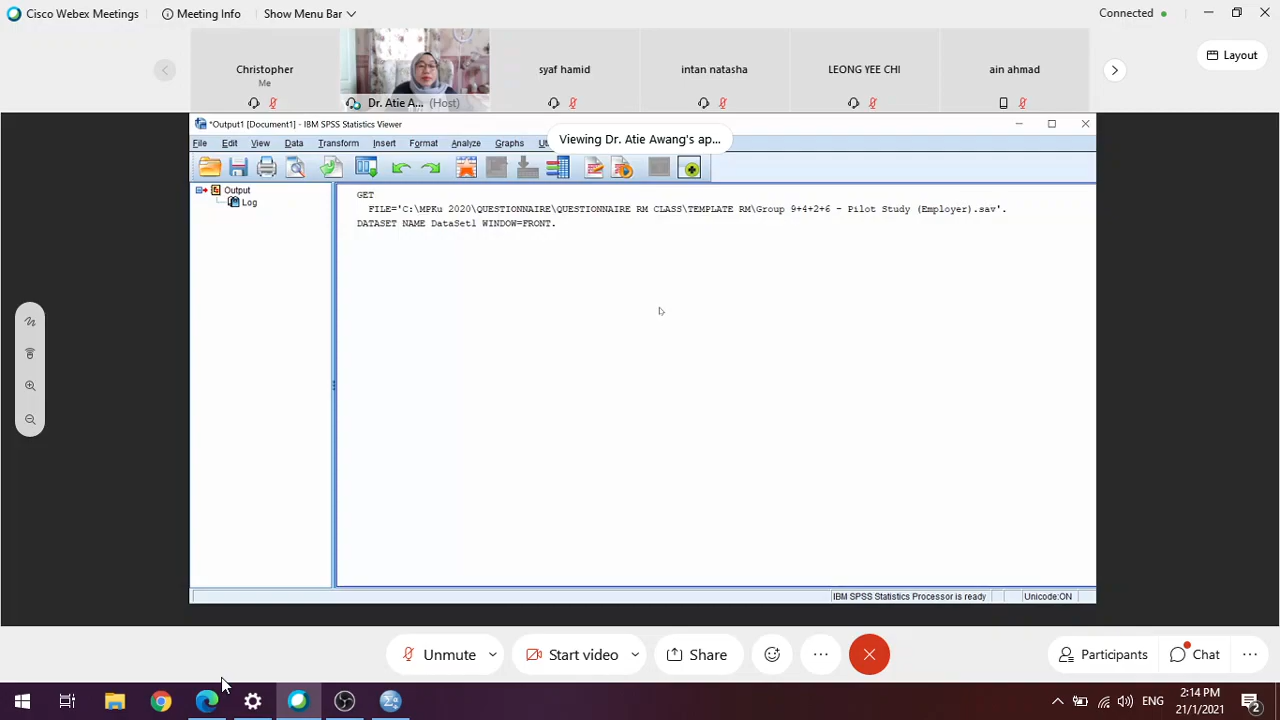 Cisco Webex Meetings
Meeting Info
Show Menu Bar
Connected
Christopher
Me
Dr. Atie A... (Host)
syaf hamid
intan natasha
LEONG YEE CHI
ain ahmad
Layout
*Output1 [Document1] - IBM SPSS Statistics Viewer
Viewing Dr. Atie Awang's ap...
File Edit View Data Transform Insert Format Analyze Graphs
Output
Log
GET
FILE='C:\MPKu 2020\QUESTIONNAIRE\QUESTIONNAIRE RM CLASS\TEMPLATE RM\Group 9+4+2+6 - Pilot Study (Employer).sav'.
DATASET NAME DataSet1 WINDOW=FRONT.
IBM SPSS Statistics Processor is ready
Unicode:ON
Unmute
Start video
Share
Participants
Chat
ENG
2:14 PM
21/1/2021
2